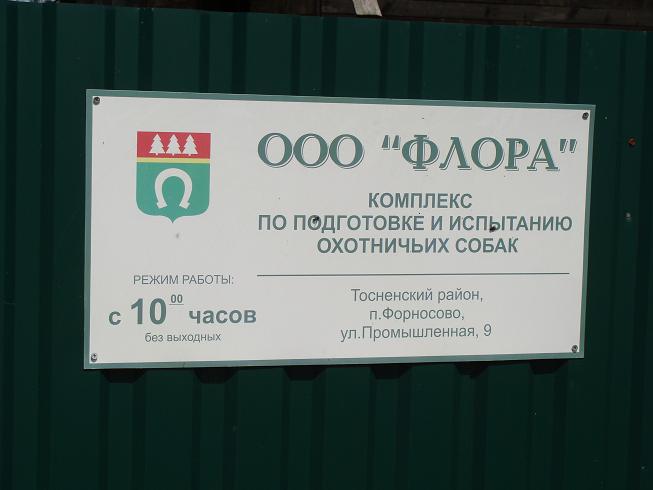 ООО "ФЛОРА"
КОМПЛЕКС
ПО ПОДГОТОВКЕ И ИСПЫТАНИЮ
ОХОТНИЧЬИХ СОБАК
РЕЖИМ РАБОТЫ:
с 10 00 часов
без выходных
Тосненский район,
п.Форносово,
ул.Промышленная, 9